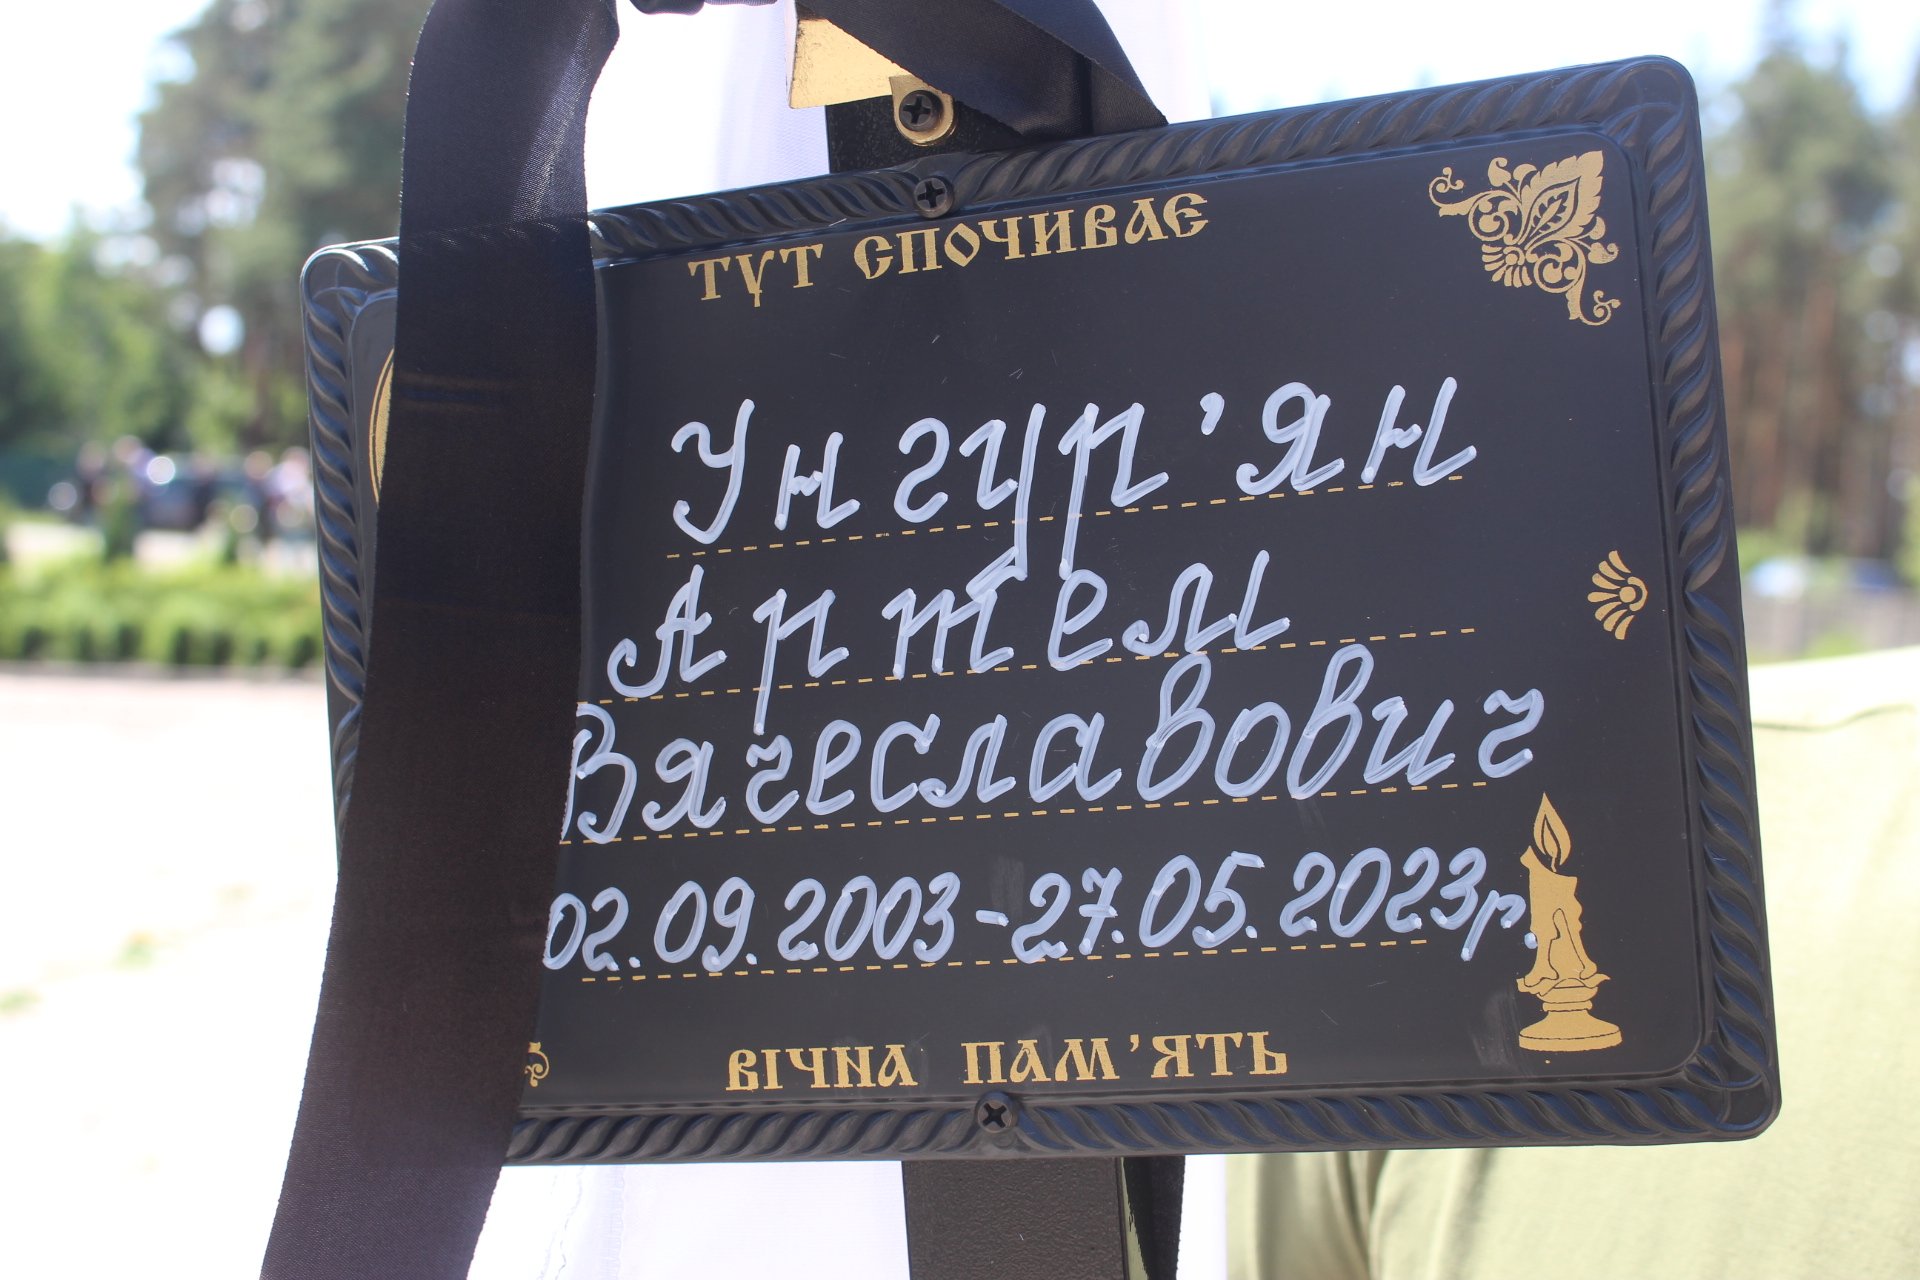 ТУТ СПОЧИВАЄ
Унгур'ян
Артем
Вячеславович
02.09.2003-27.05.2023р.
ВІЧНА ПАМ'ЯТЬ